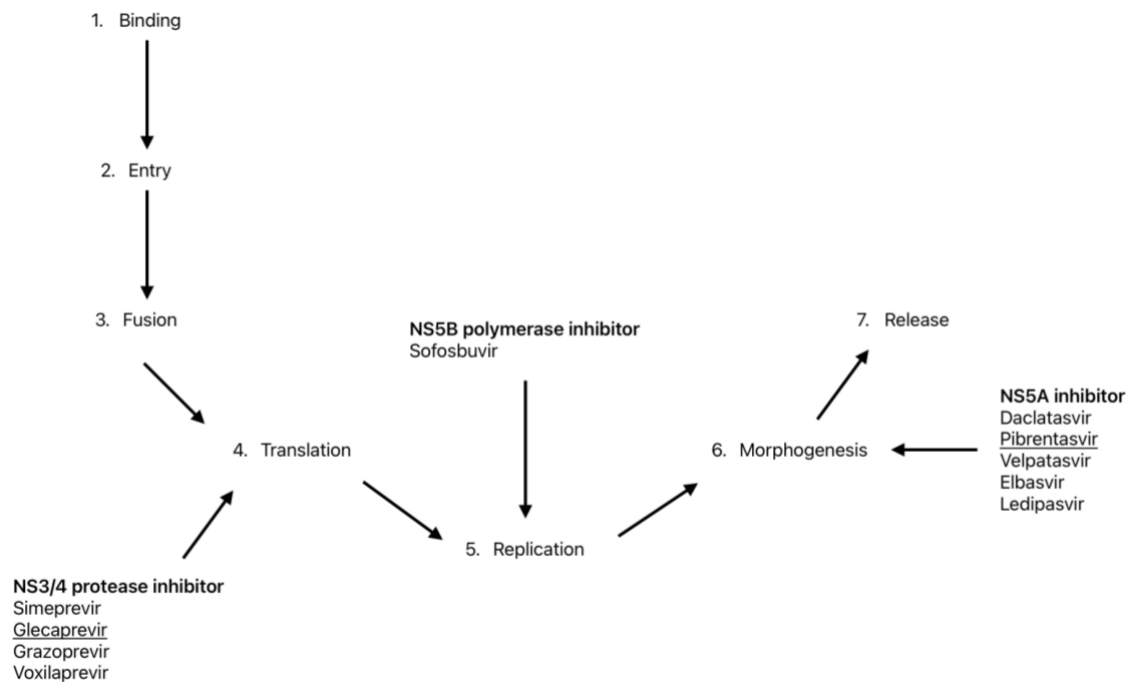 1. Binding
2. Entry
3. Fusion
NS5B polymerase inhibitor
Sofosbuvir
7. Release
NS5A inhibitor
Daclatasvir
Pibrentasvir
Velpatasvir
Elbasvir
Ledipasvir
4. Translation
6. Morphogenesis
5. Replication
NS3/4 protease inhibitor
Simeprevir
Glecaprevir
Grazoprevir
Voxilaprevir